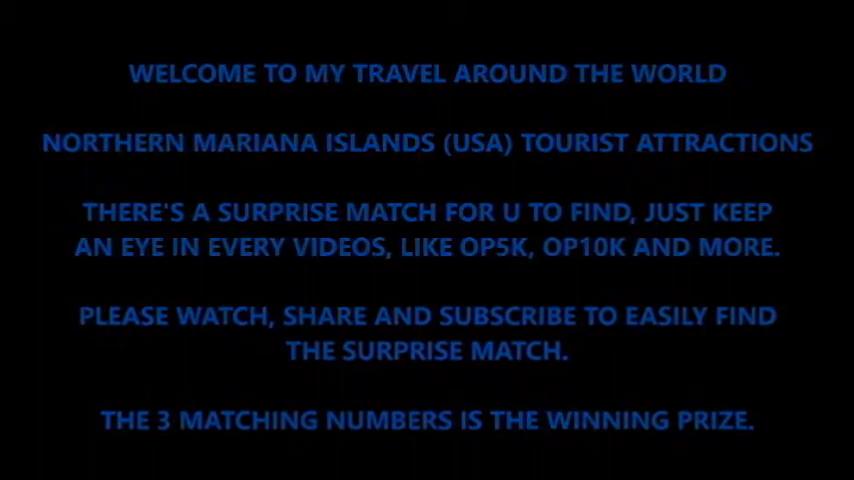 WELCOME TO MY TRAVEL AROUND THE WORLD
NORTHERN MARIANA ISLANDS (USA) TOURIST ATTRACTIONS
THERE'S A SURPRISE MATCH FOR U TO FIND, JUST KEEP
AN EYE IN EVERY VIDEOS, LIKE OP5K, OP10K AND MORE.
PLEASE WATCH, SHARE AND SUBSCRIBE TO EASILY FIND
THE SURPRISE MATCH.
THE 3 MATCHING NUMBERS IS THE WINNING PRIZE.